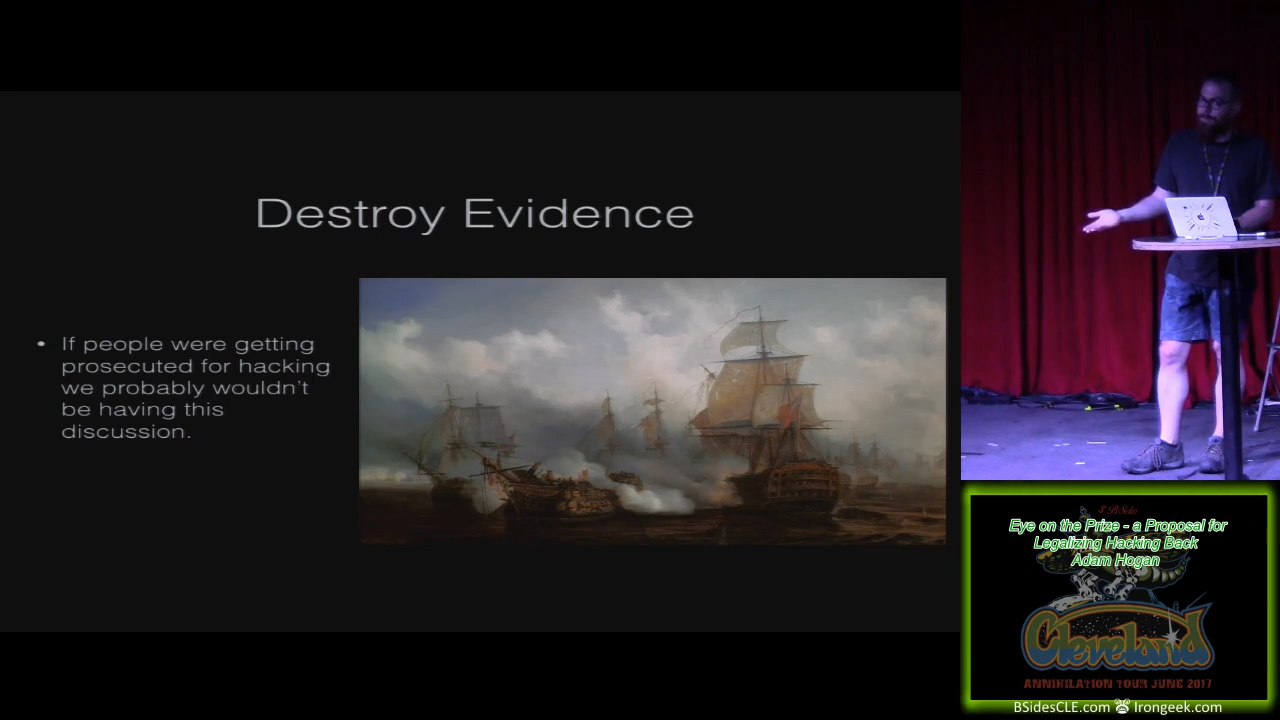 Destroy Evidence
• If people were getting
prosecuted for hacking
we probably wouldn't
be having this
discussion.
BSides
Eye on the Prize - a Proposal for
Legalizing Hacking Back
Adam Hogan
Cleveland
ANNIHILATION TOUR JUNE 2017
BSidesCLE.com Irongeek.com